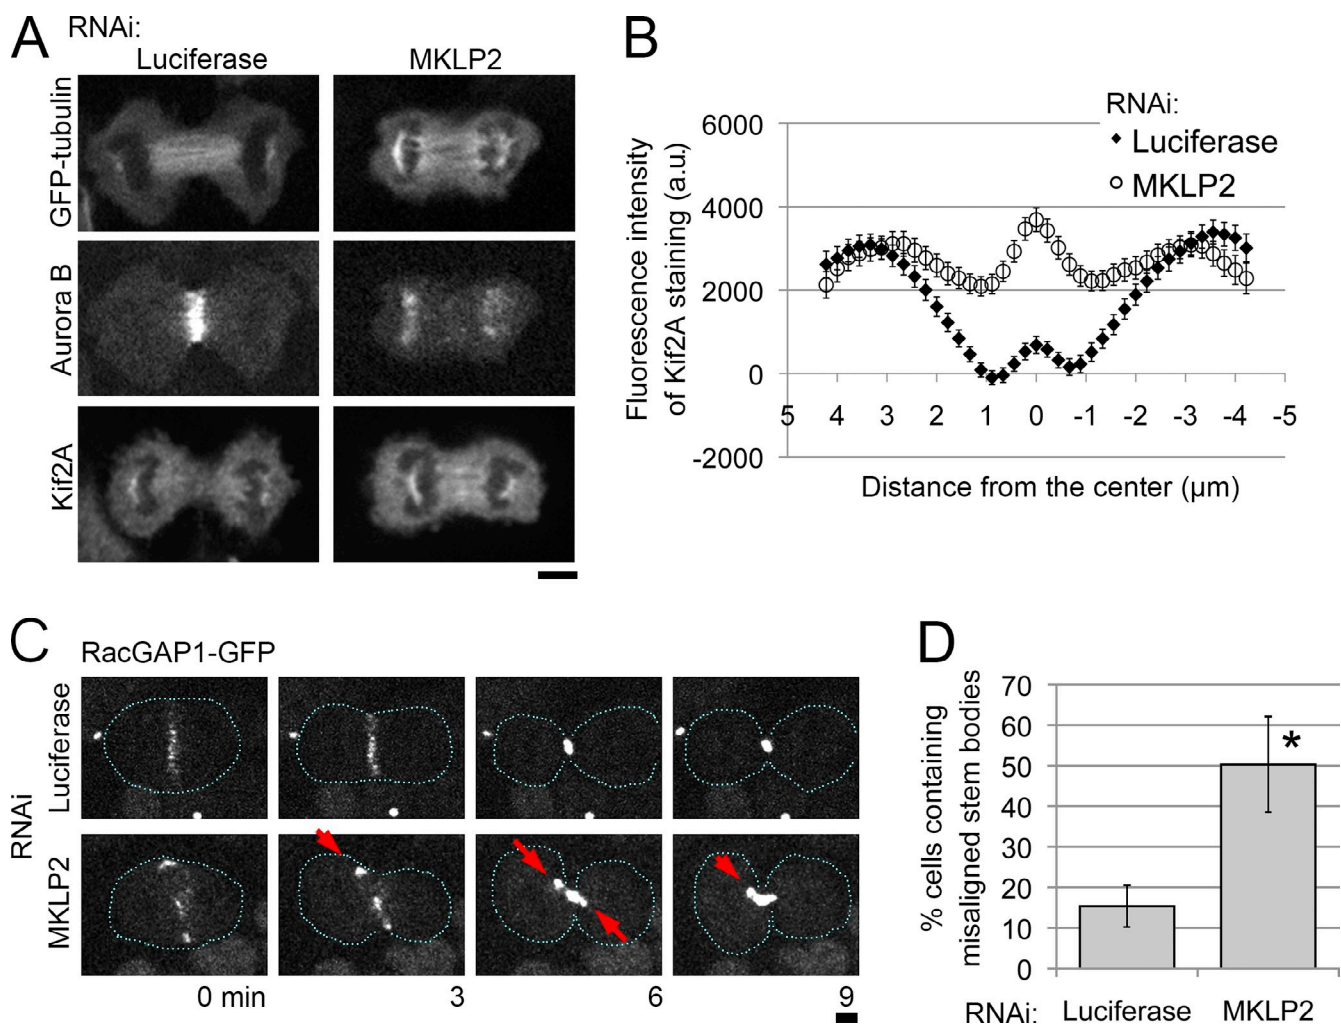 A
RNAi:
Luciferase
MKLP2
GFP-tubulin
Aurora B
Kif2A
B
RNAi:
Luciferase
MKLP2
Fluorescence intensity
of Kif2A staining (a.u.)
6000
4000
2000
0
-2000
5 4 3 2 1 0 -1 -2 -3 -4 -5
Distance from the center (µm)
C
RacGAP1-GFP
RNAi
Luciferase
MKLP2
0 min 3 6 9
D
% cells containing
misaligned stem bodies
70
60
50
40
30
20
10
0
*
RNAi: Luciferase MKLP2